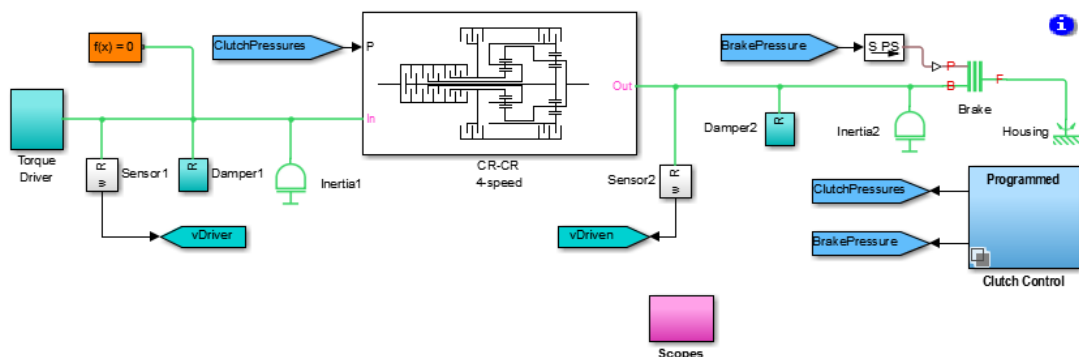 f(x) = 0
ClutchPressures
P
BrakePressure
S PS
P
B
F
Brake
Housing
In
Out
Torque
Driver
w R
Sensor1
R
Damper1
Inertia1
CR-CR
4-speed
Sensor2
w R
Damper2
R
Inertia2
vDriver
vDriven
ClutchPressures
BrakePressure
Programmed
Clutch Control
Scopes
i